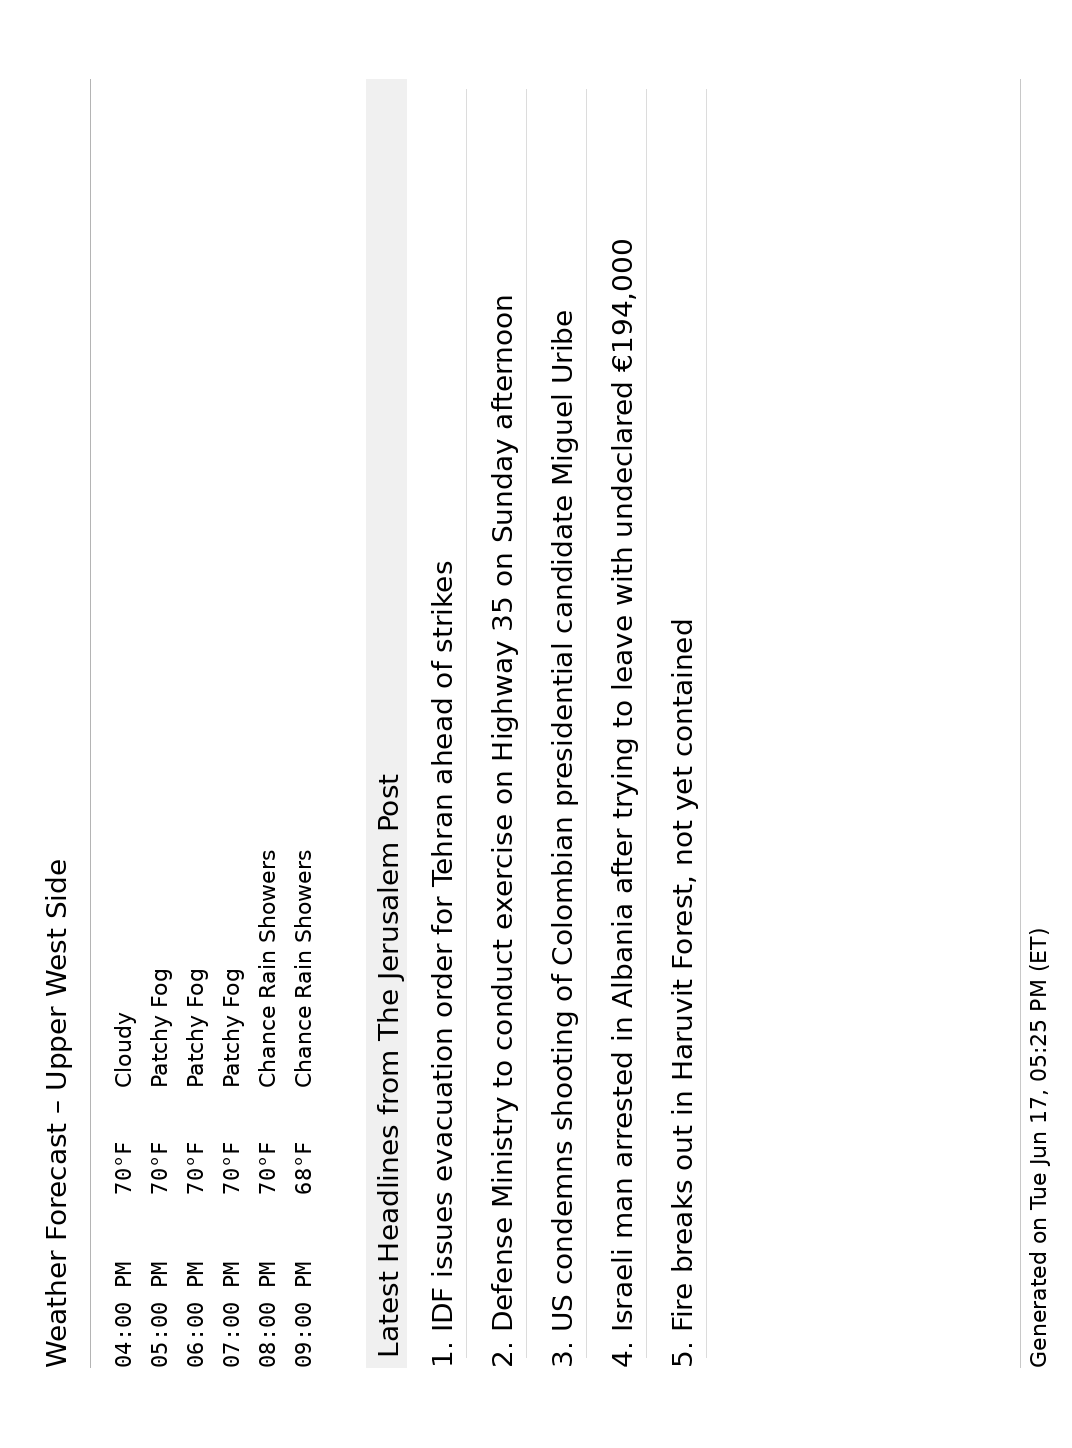 Weather Forecast – Upper West Side
04:00 PM 70°F Cloudy
05:00 PM 70°F Patchy Fog
06:00 PM 70°F Patchy Fog
07:00 PM 70°F Patchy Fog
08:00 PM 70°F Chance Rain Showers
09:00 PM 68°F Chance Rain Showers
Latest Headlines from The Jerusalem Post
1. IDF issues evacuation order for Tehran ahead of strikes
2. Defense Ministry to conduct exercise on Highway 35 on Sunday afternoon
3. US condemns shooting of Colombian presidential candidate Miguel Uribe
4. Israeli man arrested in Albania after trying to leave with undeclared €194,000
5. Fire breaks out in Haruvit Forest, not yet contained
Generated on Tue Jun 17, 05:25 PM (ET)